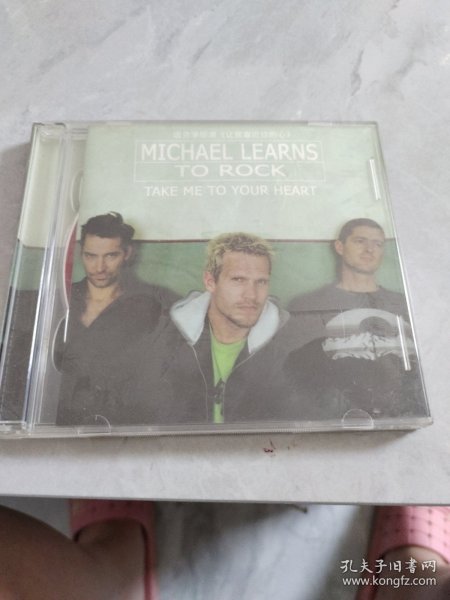 MICHAEL LEARNS
TO ROCK
TAKE ME TO YOUR HEART
孔夫子旧书网
www.kongfz.com